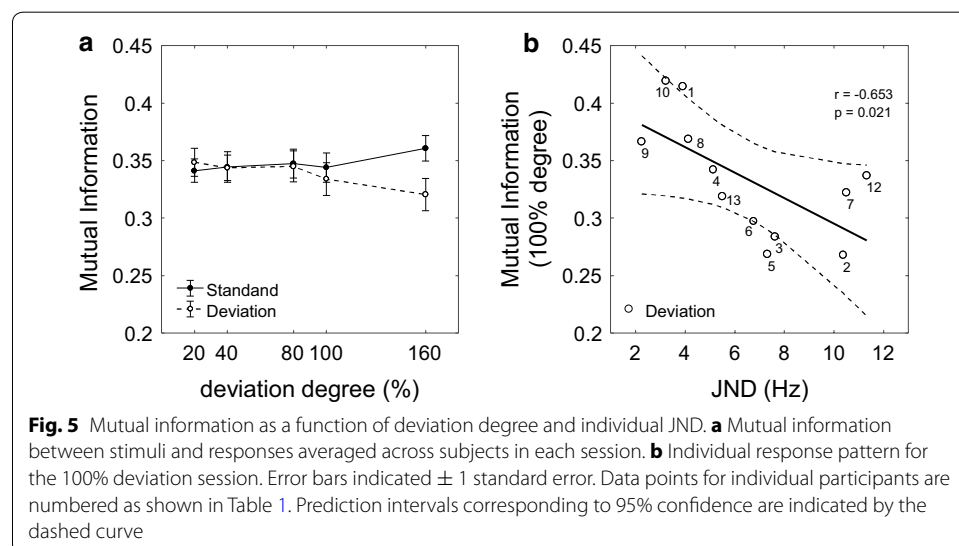 a
b
0.45
0.4
0.35
0.3
0.25
0.2
Mutual Information
20 40 80 100 160
deviation degree (%)
Standand
Deviation
0.45
0.4
0.35
0.3
0.25
0.2
Mutual Information
(100% degree)
r = -0.653
p = 0.021
10
1
9
8
4
13
6
3
5
7
12
2
Deviation
2 4 6 8 10 12
JND (Hz)
Fig. 5 Mutual information as a function of deviation degree and individual JND. a Mutual information
between stimuli and responses averaged across subjects in each session. b Individual response pattern for
the 100% deviation session. Error bars indicated ± 1 standard error. Data points for individual participants are
numbered as shown in Table 1. Prediction intervals corresponding to 95% confidence are indicated by the
dashed curve